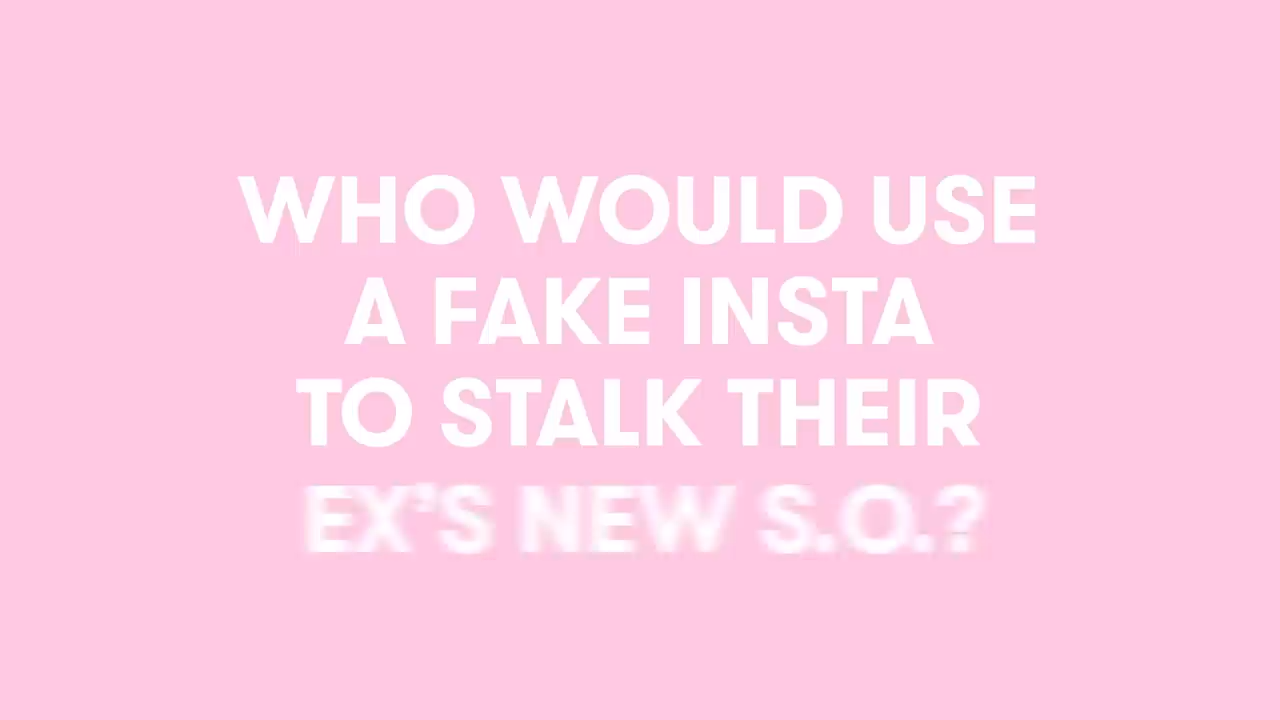 WHO WOULD USE
A FAKE INSTA
TO STALK THEIR
EX'S NEW S.O.?